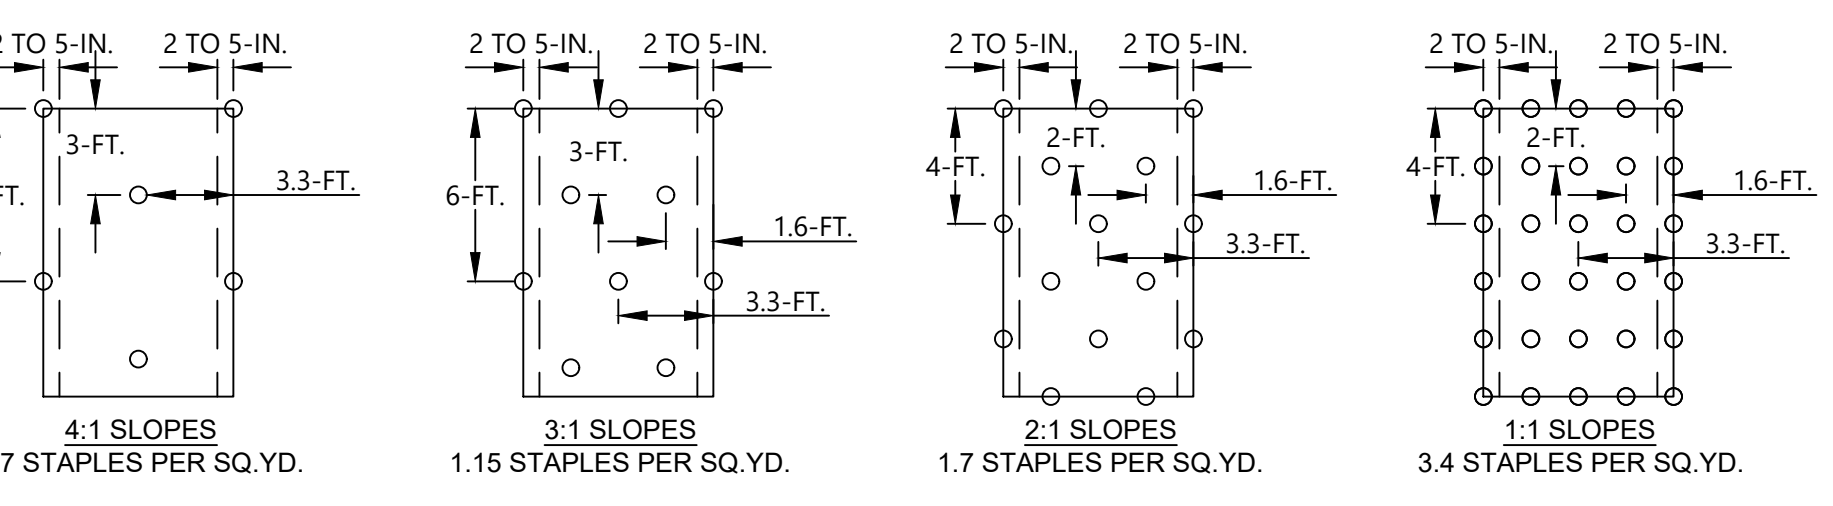 2 TO 5-IN. 2 TO 5-IN.
3-FT.
3.3-FT.
FT.
4:1 SLOPES
7 STAPLES PER SQ.YD.
2 TO 5-IN. 2 TO 5-IN.
3-FT.
6-FT.
1.6-FT.
3.3-FT.
3:1 SLOPES
1.15 STAPLES PER SQ.YD.
2 TO 5-IN. 2 TO 5-IN.
2-FT.
4-FT.
1.6-FT.
3.3-FT.
2:1 SLOPES
1.7 STAPLES PER SQ.YD.
2 TO 5-IN. 2 TO 5-IN.
2-FT.
4-FT.
1.6-FT.
3.3-FT.
1:1 SLOPES
3.4 STAPLES PER SQ.YD.